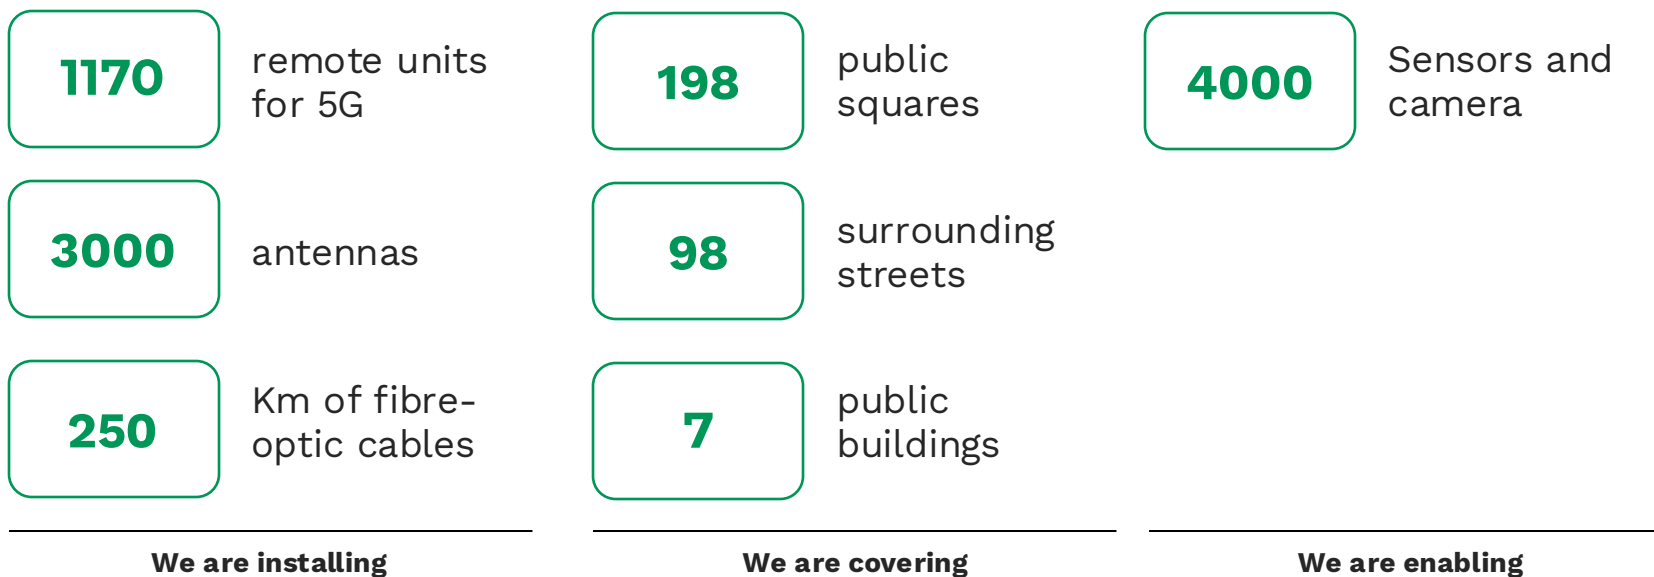 1170
remote units
for 5G
3000
antennas
250
Km of fibre-
optic cables
We are installing
198
public
squares
98
surrounding
streets
7
public
buildings
We are covering
4000
Sensors and
camera
We are enabling